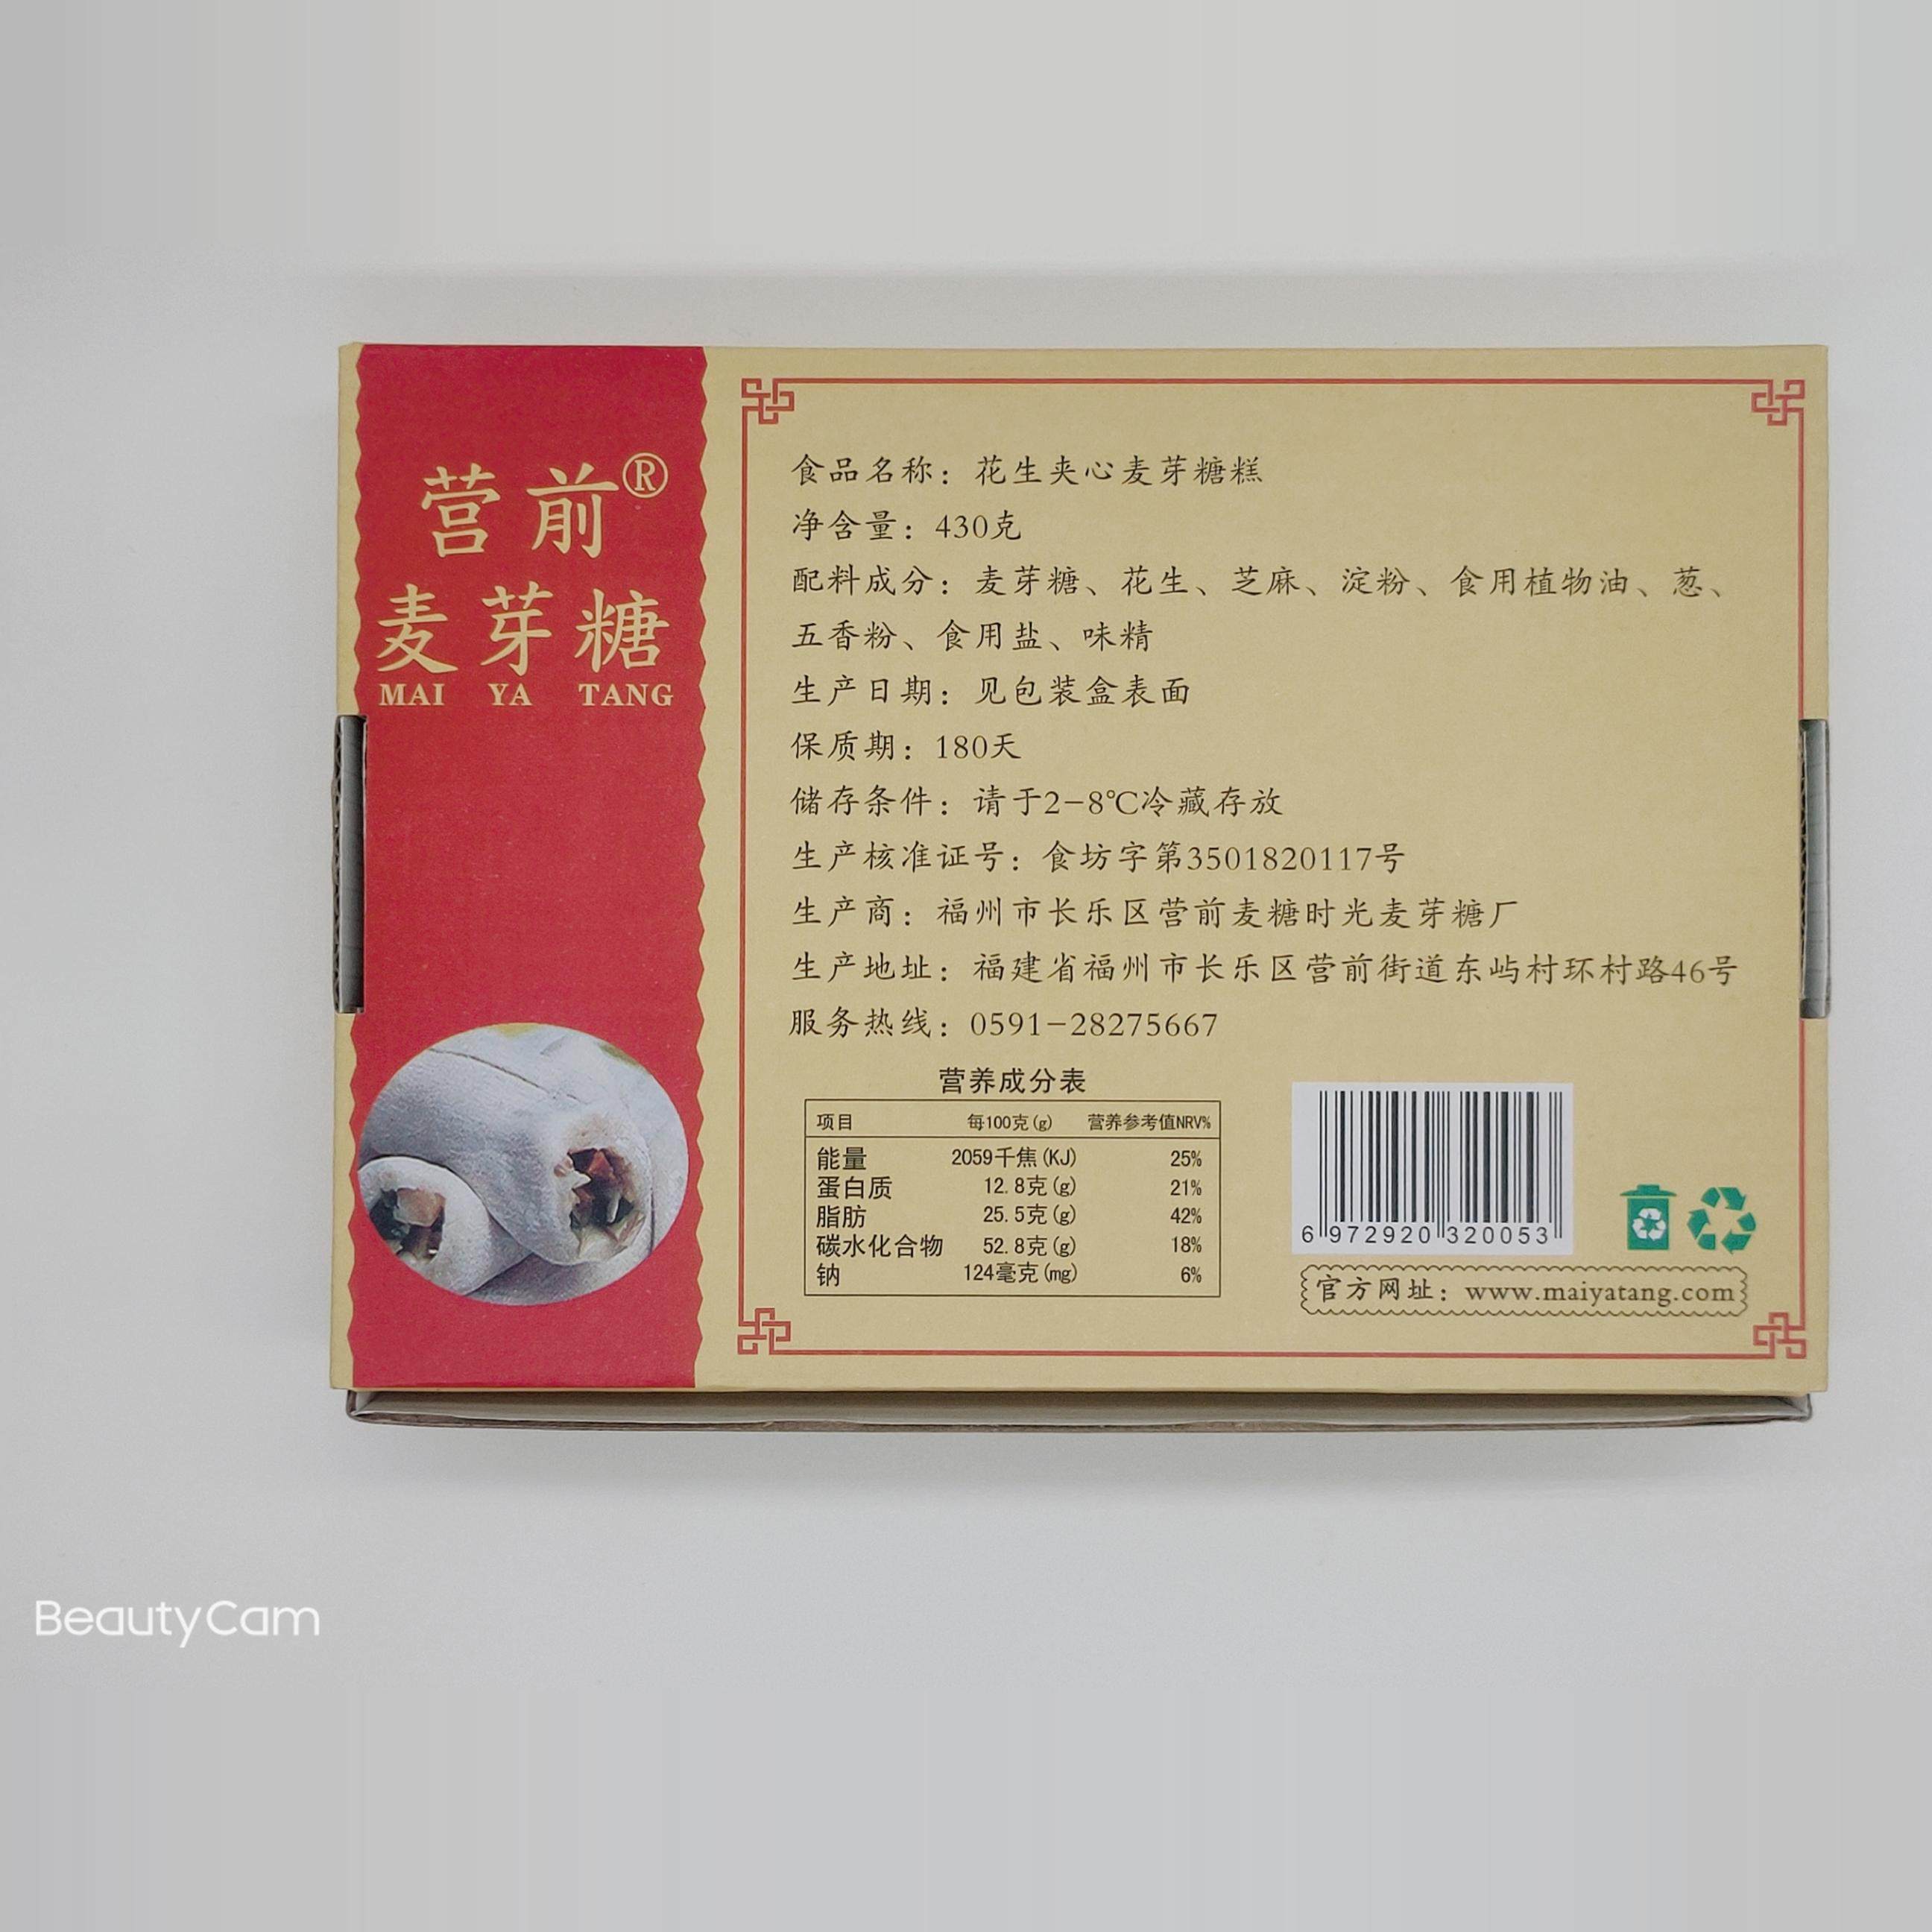 营前®
麦芽糖
MAI YA TANG
食品名称：花生夹心麦芽糖糕
净含量：430克
配料成分：麦芽糖、花生、芝麻、淀粉、食用植物油、葱、
五香粉、食用盐、味精
生产日期：见包装盒表面
保质期：180天
储存条件：请于2-8℃冷藏存放
生产核准证号：食坊字第3501820117号
生产商：福州市长乐区营前麦糖时光麦芽糖厂
生产地址：福建省福州市长乐区营前街道东屿村环村路46号
服务热线：0591-28275667
营养成分表
项目 每100克(g) 营养参考值NRV%
能量 2059千焦(KJ) 25%
蛋白质 12.8克(g) 21%
脂肪 25.5克(g) 42%
碳水化合物 52.8克(g) 18%
钠 124毫克(mg) 6%
6 972920 320053
官方网址：www.maiyatang.com
BeautyCam